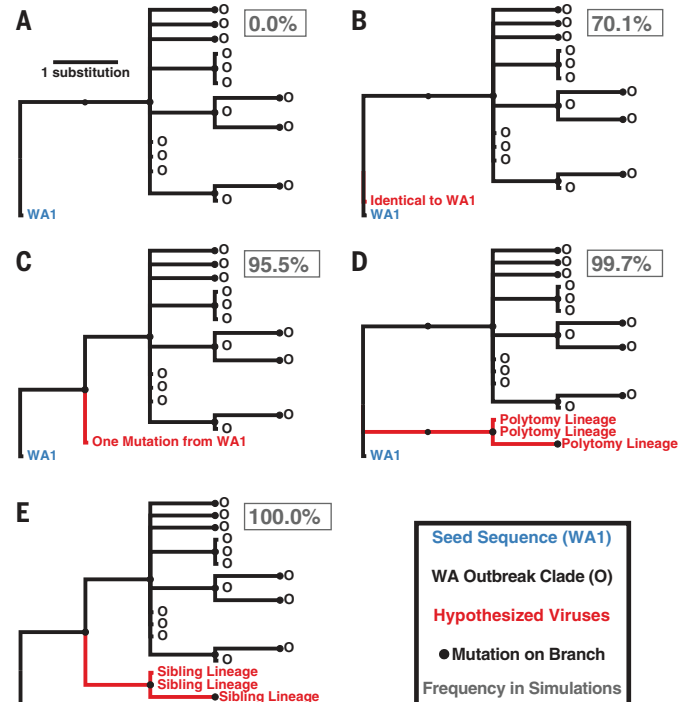 A
0.0%
O
O
O
O
O
O
1 substitution
O
O
O
O
O
O
O
O
WA1
B
70.1%
O
O
O
O
O
O
O
O
O
O
O
O
O
O
Identical to WA1
WA1
C
95.5%
O
O
O
O
O
O
O
O
O
O
O
O
O
O
One Mutation from WA1
WA1
D
99.7%
O
O
O
O
O
O
O
O
O
O
O
O
O
O
Polytomy Lineage
Polytomy Lineage
Polytomy Lineage
WA1
E
100.0%
O
O
O
O
O
O
O
O
O
O
O
O
O
O
Sibling Lineage
Sibling Lineage
Sibling Lineage
Seed Sequence (WA1)
WA Outbreak Clade (O)
Hypothesized Viruses
Mutation on Branch
Frequency in Simulations